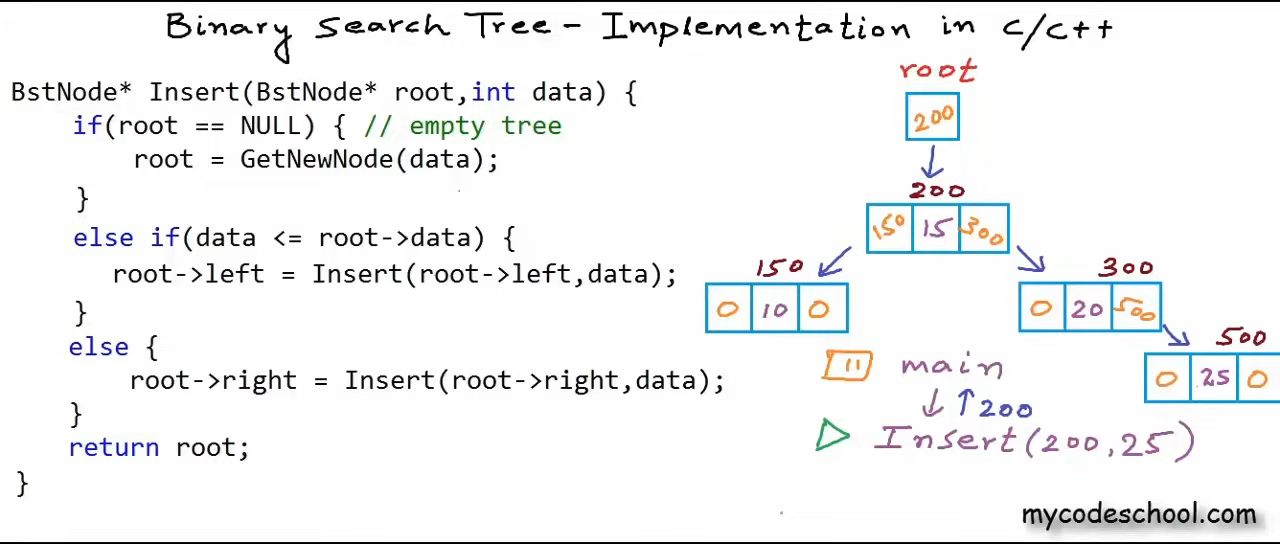 Binary Search Tree - Implementation in C/C++
BstNode* Insert(BstNode* root,int data) {
if(root == NULL) { // empty tree
root = GetNewNode(data);
}
else if(data <= root->data) {
root->left = Insert(root->left,data);
}
else {
root->right = Insert(root->right,data);
}
return root;
}
root
200
200
150 15 300
150
0 10 0
300
0 20 500
500
0 25 0
main
200
Insert(200,25)
mycodeschool.com